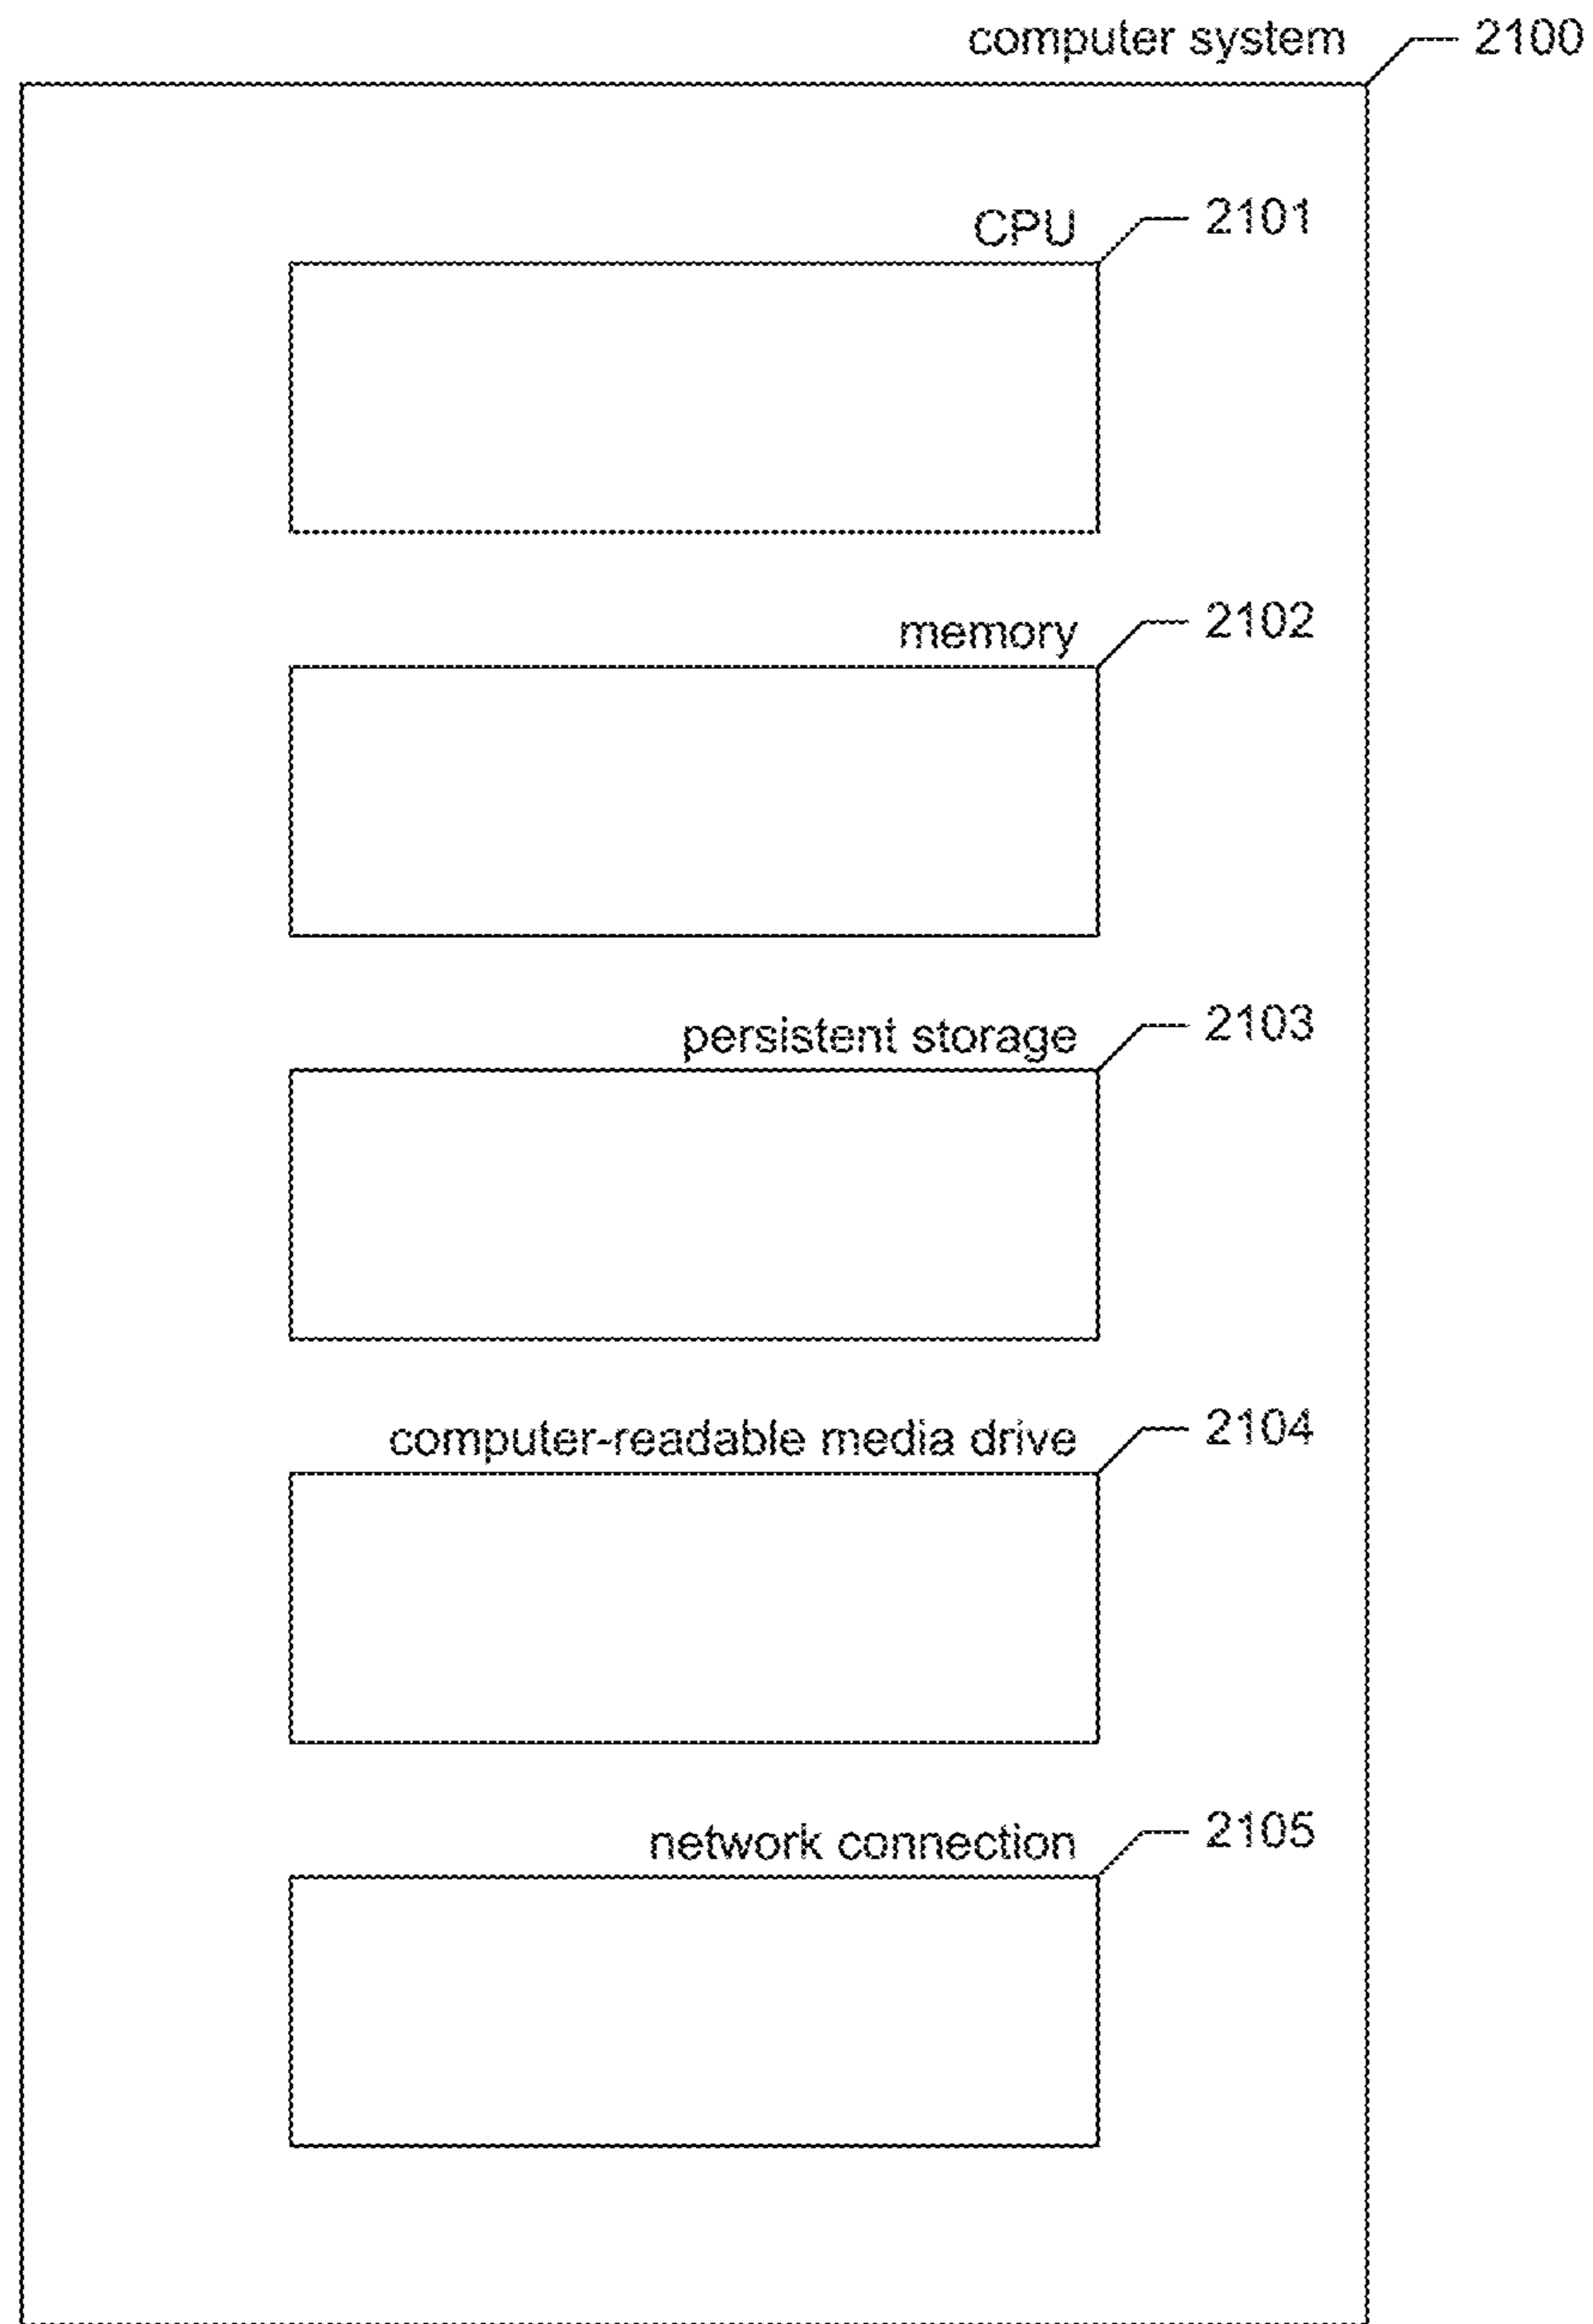 computer system 2100
CPU 2101
memory 2102
persistent storage 2103
computer-readable media drive 2104
network connection 2105